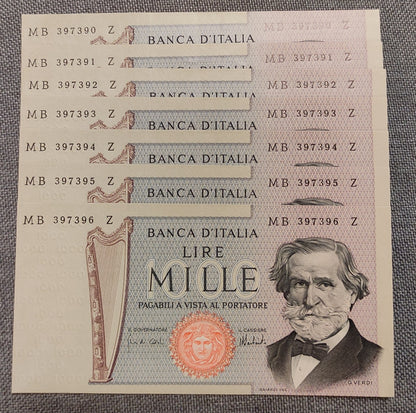 MB 397390 Z BANCA D'ITALIA MB 397390 Z
MB 397391 Z BANCA D'ITALIA MB 397391 Z
MB 397392 Z BANCA D'ITALIA MB 397392 Z
MB 397393 Z BANCA D'ITALIA MB 397393 Z
MB 397394 Z BANCA D'ITALIA MB 397394 Z
MB 397395 Z BANCA D'ITALIA MB 397395 Z
MB 397396 Z BANCA D'ITALIA MB 397396 Z
LIRE
MILLE
1000
PAGABILI A VISTA AL PORTATORE
IL GOVERNATORE IL CASSIERE
G. VERDI